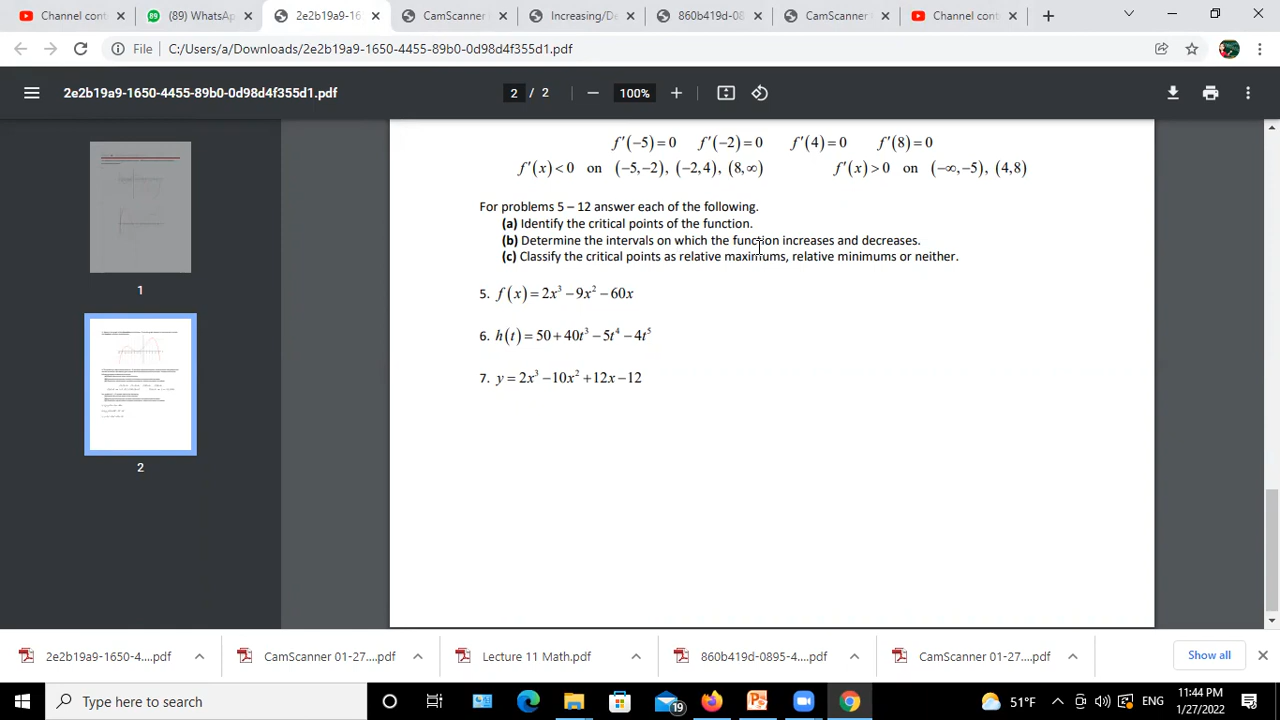 (89) WhatsAp
2e2b19a9-16
CamScanner
Increasing/De
860b419d-08
CamScanner
Channel cont
File
C:/Users/a/Downloads/2e2b19a9-1650-4455-89b0-0d98d4f355d1.pdf
2e2b19a9-1650-4455-89b0-0d98d4f355d1.pdf
2 / 2
100%
f′(−5)=0 f′(−2)=0 f′(4)=0 f′(8)=0
f′(x)<0 on (−5,−2), (−2,4), (8,∞) f′(x)>0 on (−∞,−5), (4,8)
For problems 5 – 12 answer each of the following.
(a) Identify the critical points of the function.
(b) Determine the intervals on which the function increases and decreases.
(c) Classify the critical points as relative maximums, relative minimums or neither.
5. f(x)=2x³−9x²−60x
6. h(t)=50+40t³−5t⁴−4t⁵
7. y=2x³−10x²+12x−12
1
2
2e2b19a9-1650-4....pdf
CamScanner 01-27....pdf
Lecture 11 Math.pdf
860b419d-0895-4....pdf
CamScanner 01-27....pdf
Show all
Type here to search
19
51°F
ENG
11:44 PM
1/27/2022